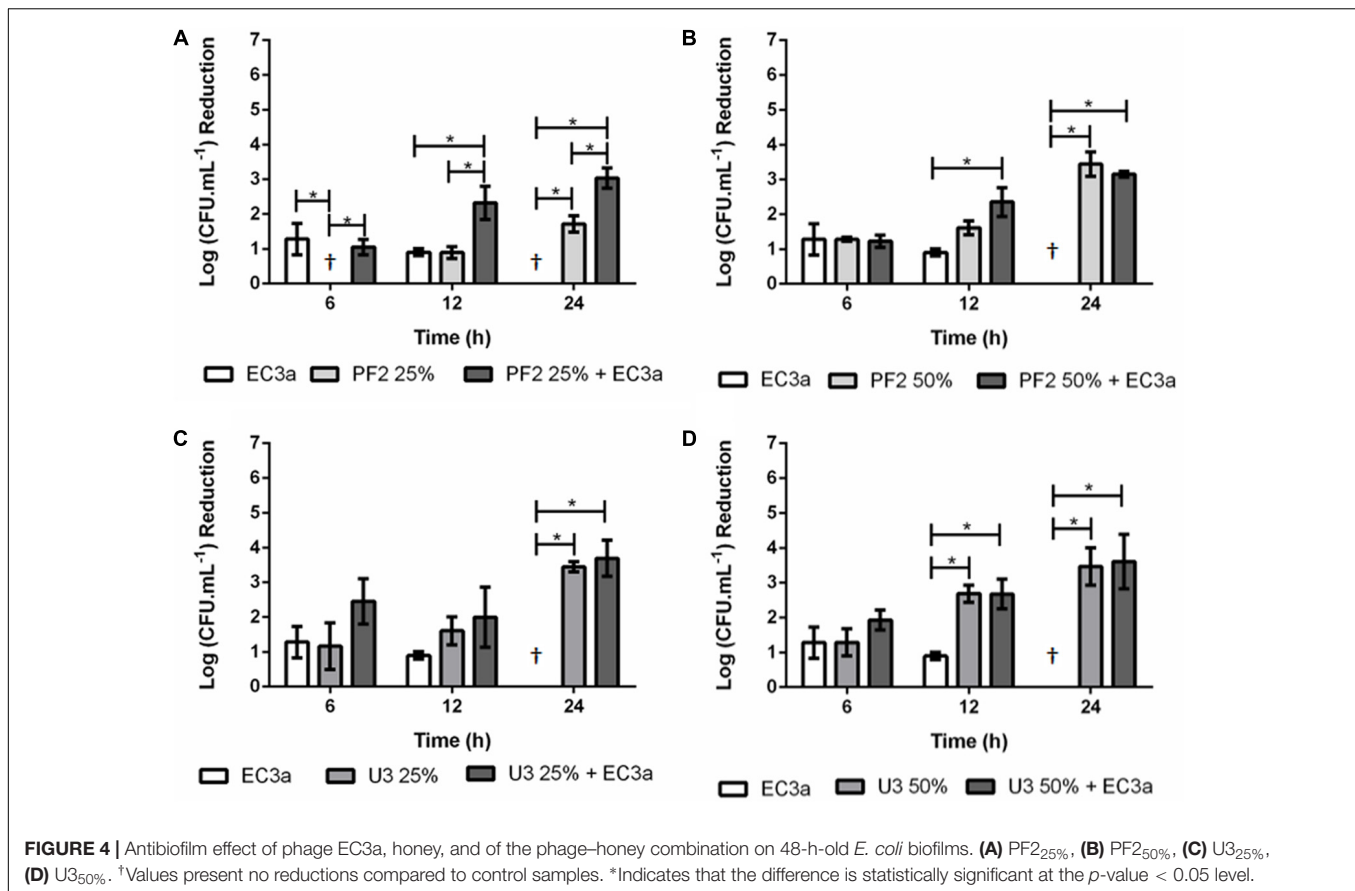 A
Log (CFU.mL⁻¹) Reduction
7
6
5
4
3
2
1
0
* * † * * * * *
6 12 24
Time (h)
EC3a PF2 25% PF2 25% + EC3a
B
Log (CFU.mL⁻¹) Reduction
7
6
5
4
3
2
1
0
* † * *
6 12 24
Time (h)
EC3a PF2 50% PF2 50% + EC3a
C
Log (CFU.mL⁻¹) Reduction
7
6
5
4
3
2
1
0
† * *
6 12 24
Time (h)
EC3a U3 25% U3 25% + EC3a
D
Log (CFU.mL⁻¹) Reduction
7
6
5
4
3
2
1
0
* * † * *
6 12 24
Time (h)
EC3a U3 50% U3 50% + EC3a
FIGURE 4 | Antibiofilm effect of phage EC3a, honey, and of the phage–honey combination on 48-h-old E. coli biofilms. (A) PF2₂₅%, (B) PF2₅₀%, (C) U3₂₅%,
(D) U3₅₀%. †Values present no reductions compared to control samples. *Indicates that the difference is statistically significant at the p-value < 0.05 level.